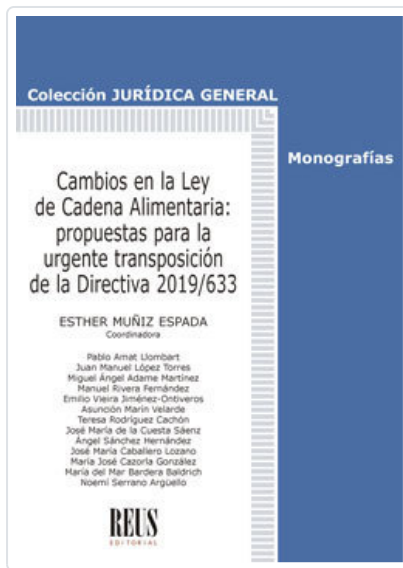 Colección JURÍDICA GENERAL
Monografías
Cambios en la Ley
de Cadena Alimentaria:
propuestas para la
urgente transposición
de la Directiva 2019/633
ESTHER MUÑIZ ESPADA
Coordinadora
Pablo Amat Llombart
Juan Manuel López Torres
Miguel Ángel Adame Martínez
Manuel Rivera Fernández
Emilio Vieira Jiménez-Ontiveros
Asunción Marín Velarde
Teresa Rodríguez Cachón
José María de la Cuesta Sáenz
Ángel Sánchez Hernández
José María Caballero Lozano
María José Cazorla González
María del Mar Bardera Baldrich
Noemí Serrano Argüello
REUS
EDITORIAL